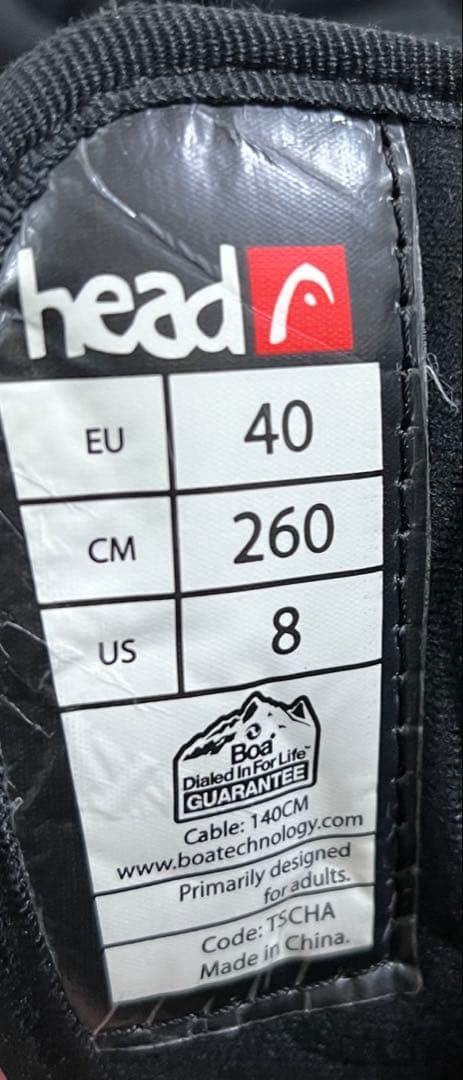 head
EU 40
CM 260
US 8
Boa
Dialed In For Life™
GUARANTEE
Cable: 140CM
www.boatechnology.com
Primarily designed
for adults.
Code: TSCHA
Made in China.